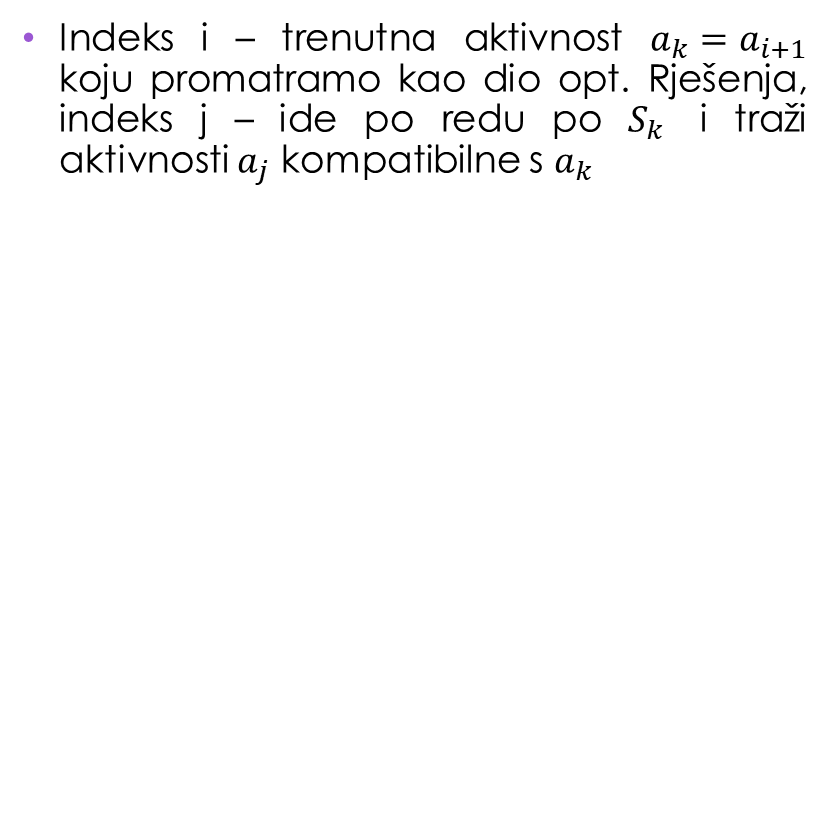 • Indeks i – trenutna aktivnost $a_k = a_{i+1}$
koju promatramo kao dio opt. Rješenja,
indeks j – ide po redu po $S_k$ i traži
aktivnosti $a_j$ kompatibilne s $a_k$